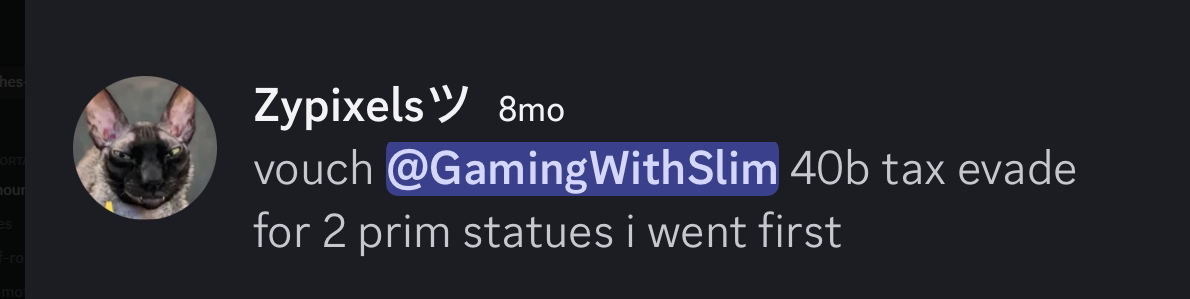 Zypixelsツ 8mo
vouch @GamingWithSlim 40b tax evade
for 2 prim statues i went first